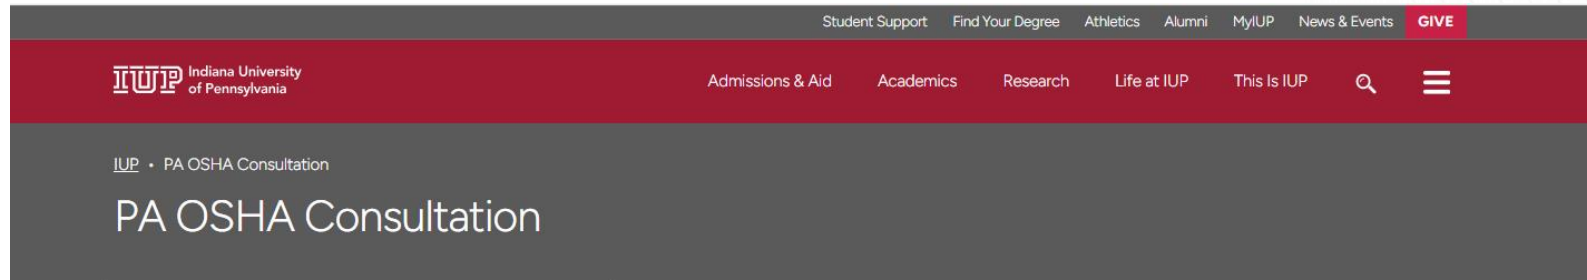 Student Support Find Your Degree Athletics Alumni MyIUP News & Events GIVE
IUP Indiana University
of Pennsylvania
Admissions & Aid Academics Research Life at IUP This Is IUP
IUP • PA OSHA Consultation
PA OSHA Consultation